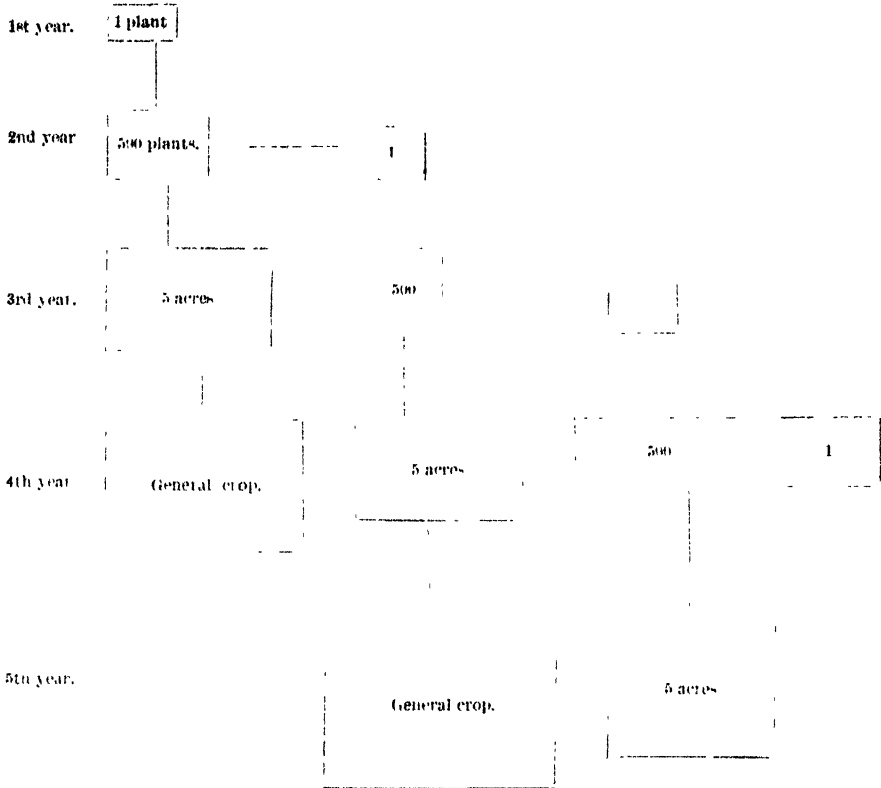 1st year. 1 plant
2nd year 500 plants. 1
3rd year. 5 acres 500
4th year General crop. 5 acres 500 1
5th year. General crop. 5 acres